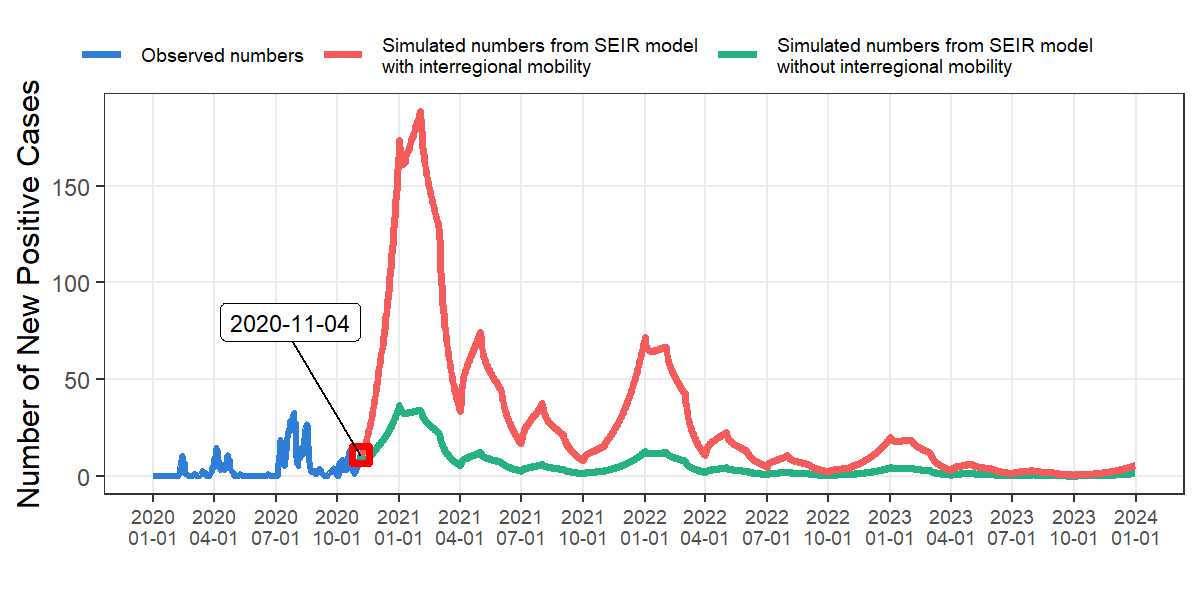 Observed numbers
Simulated numbers from SEIR model
with interregional mobility
Simulated numbers from SEIR model
without interregional mobility
Number of New Positive Cases
150
100
50
0
2020-11-04
2020 2020 2020 2020 2021 2021 2021 2021 2022 2022 2022 2022 2023 2023 2023 2023 2024
01-01 04-01 07-01 10-01 01-01 04-01 07-01 10-01 01-01 04-01 07-01 10-01 01-01 04-01 07-01 10-01 01-01